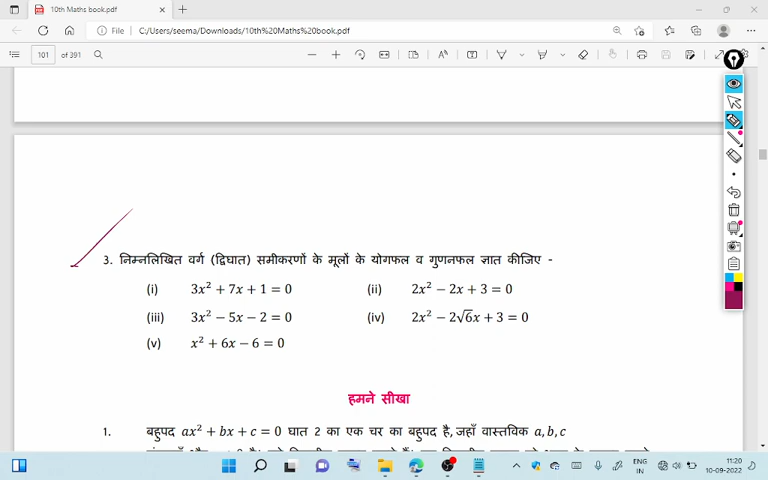 10th Maths book.pdf
File C:/Users/seema/Downloads/10th%20Maths%20book.pdf
101 of 391
3. निम्नलिखित वर्ग (द्विघात) समीकरणों के मूलों के योगफल व गुणनफल ज्ञात कीजिए -
(i) 3x² + 7x + 1 = 0 (ii) 2x² − 2x + 3 = 0
(iii) 3x² − 5x − 2 = 0 (iv) 2x² − 2√6x + 3 = 0
(v) x² + 6x − 6 = 0
हमने सीखा
1. बहुपद ax² + bx + c = 0 घात 2 का एक चर का बहुपद है, जहाँ वास्तविक a, b, c
ENG 11:20
IN 10-09-2022